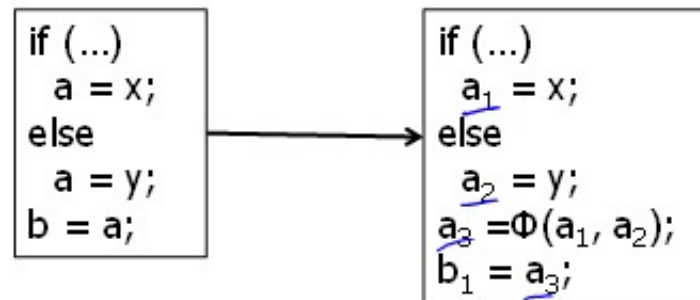 if (...)
a = x;
else
a = y;
b = a;
if (...)
a₁ = x;
else
a₂ = y;
a₃ =Φ(a₁, a₂);
b₁ = a₃;